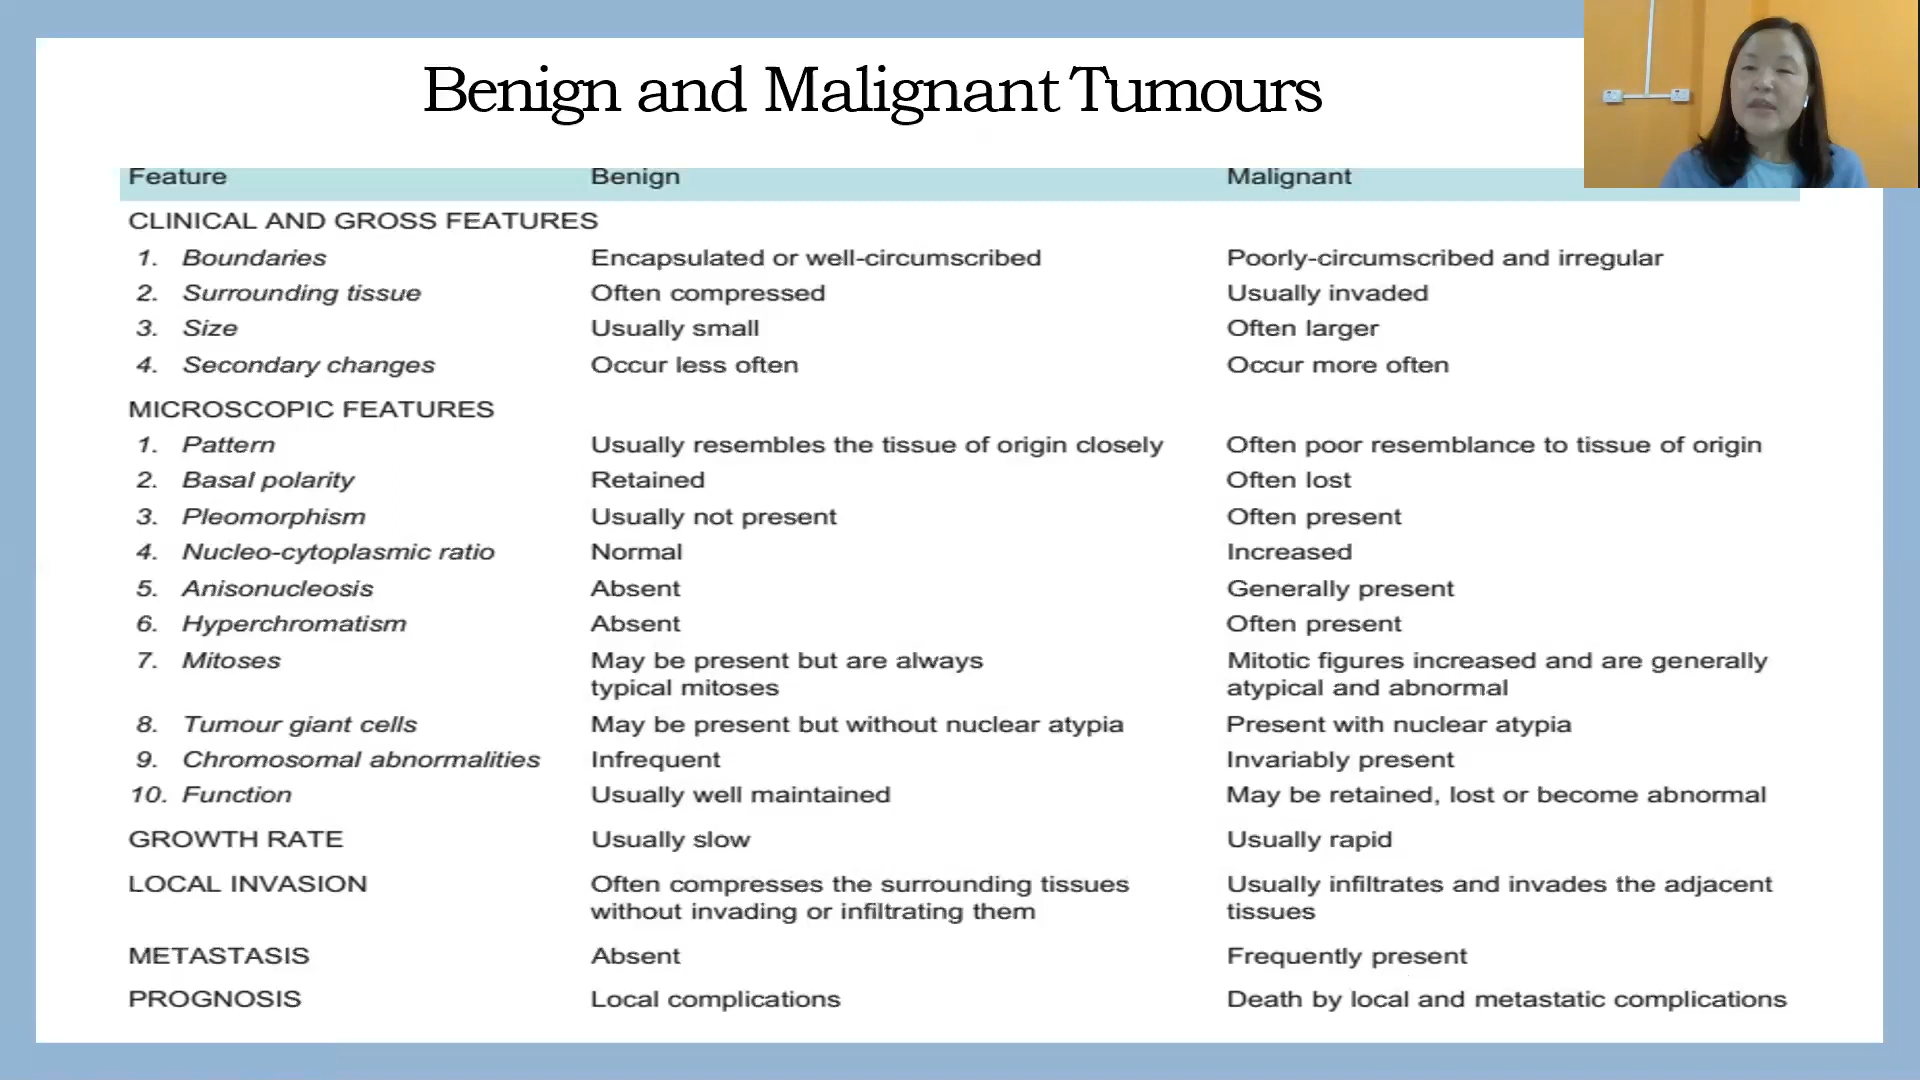 Benign and Malignant Tumours
Feature Benign Malignant
CLINICAL AND GROSS FEATURES
1. Boundaries Encapsulated or well-circumscribed Poorly-circumscribed and irregular
2. Surrounding tissue Often compressed Usually invaded
3. Size Usually small Often larger
4. Secondary changes Occur less often Occur more often
MICROSCOPIC FEATURES
1. Pattern Usually resembles the tissue of origin closely Often poor resemblance to tissue of origin
2. Basal polarity Retained Often lost
3. Pleomorphism Usually not present Often present
4. Nucleo-cytoplasmic ratio Normal Increased
5. Anisonucleosis Absent Generally present
6. Hyperchromatism Absent Often present
7. Mitoses May be present but are always Mitotic figures increased and are generally
typical mitoses atypical and abnormal
8. Tumour giant cells May be present but without nuclear atypia Present with nuclear atypia
9. Chromosomal abnormalities Infrequent Invariably present
10. Function Usually well maintained May be retained, lost or become abnormal
GROWTH RATE Usually slow Usually rapid
LOCAL INVASION Often compresses the surrounding tissues Usually infiltrates and invades the adjacent
without invading or infiltrating them tissues
METASTASIS Absent Frequently present
PROGNOSIS Local complications Death by local and metastatic complications